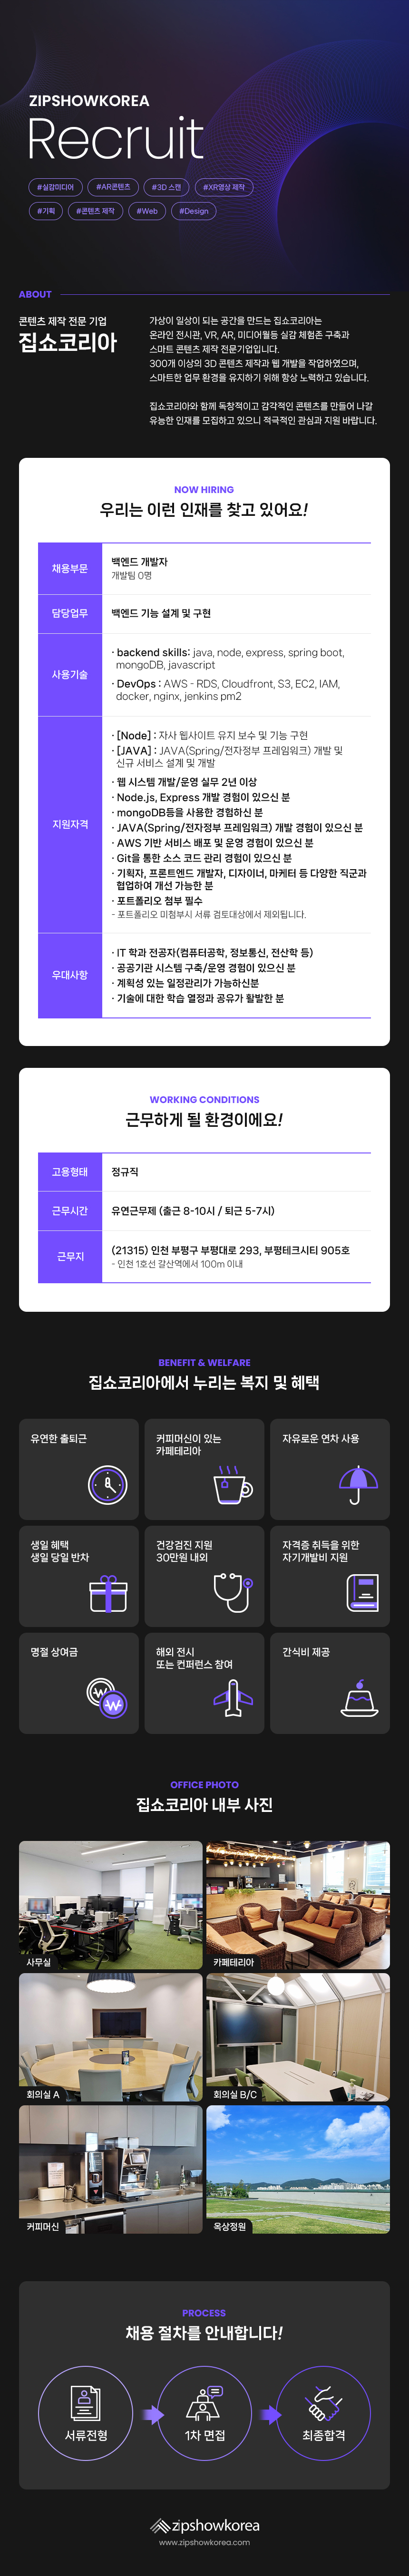 ZIPSHOWKOREA
Recruit
#실감미디어
#AR콘텐츠
#3D 스캔
#XR영상 제작
#기획
#콘텐츠 제작
#Web
#Design
ABOUT
콘텐츠 제작 전문 기업
집쇼코리아
가상이 일상이 되는 공간을 만드는 집쇼코리아는
온라인 전시관, VR, AR, 미디어월등 실감 체험존 구축과
스마트 콘텐츠 제작 전문기업입니다.
300개 이상의 3D 콘텐츠 제작과 웹 개발을 작업하였으며,
스마트한 업무 환경을 유지하기 위해 항상 노력하고 있습니다.
집쇼코리아와 함께 독창적이고 감각적인 콘텐츠를 만들어 나갈
유능한 인재를 모집하고 있으니 적극적인 관심과 지원 바랍니다.
NOW HIRING
우리는 이런 인재를 찾고 있어요!
채용부문
백엔드 개발자
개발팀 0명
담당업무
백엔드 기능 설계 및 구현
사용기술
· backend skills: java, node, express, spring boot,
mongoDB, javascript
· DevOps : AWS - RDS, Cloudfront, S3, EC2, IAM,
docker, nginx, jenkins pm2
지원자격
· [Node] : 자사 웹사이트 유지 보수 및 기능 구현
· [JAVA] : JAVA(Spring/전자정부 프레임워크) 개발 및
신규 서비스 설계 및 개발
· 웹 시스템 개발/운영 실무 2년 이상
· Node.js, Express 개발 경험이 있으신 분
· mongoDB등을 사용한 경험하신 분
· JAVA(Spring/전자정부 프레임워크) 개발 경험이 있으신 분
· AWS 기반 서비스 배포 및 운영 경험이 있으신 분
· Git을 통한 소스 코드 관리 경험이 있으신 분
· 기획자, 프론트엔드 개발자, 디자이너, 마케터 등 다양한 직군과
협업하여 개선 가능한 분
· 포트폴리오 첨부 필수
- 포트폴리오 미첨부시 서류 검토대상에서 제외됩니다.
우대사항
· IT 학과 전공자(컴퓨터공학, 정보통신, 전산학 등)
· 공공기관 시스템 구축/운영 경험이 있으신 분
· 계획성 있는 일정관리가 가능하신분
· 기술에 대한 학습 열정과 공유가 활발한 분
WORKING CONDITIONS
근무하게 될 환경이에요!
고용형태
정규직
근무시간
유연근무제 (출근 8-10시 / 퇴근 5-7시)
근무지
(21315) 인천 부평구 부평대로 293, 부평테크시티 905호
- 인천 1호선 갈산역에서 100m 이내
BENEFIT & WELFARE
집쇼코리아에서 누리는 복지 및 혜택
유연한 출퇴근
커피머신이 있는
카페테리아
자유로운 연차 사용
생일 혜택
생일 당일 반차
건강검진 지원
30만원 내외
자격증 취득을 위한
자기개발비 지원
명절 상여금
해외 전시
또는 컨퍼런스 참여
간식비 제공
OFFICE PHOTO
집쇼코리아 내부 사진
사무실
카페테리아
회의실 A
회의실 B/C
커피머신
옥상정원
PROCESS
채용 절차를 안내합니다!
서류전형
1차 면접
최종합격
zipshowkorea
www.zipshowkorea.com